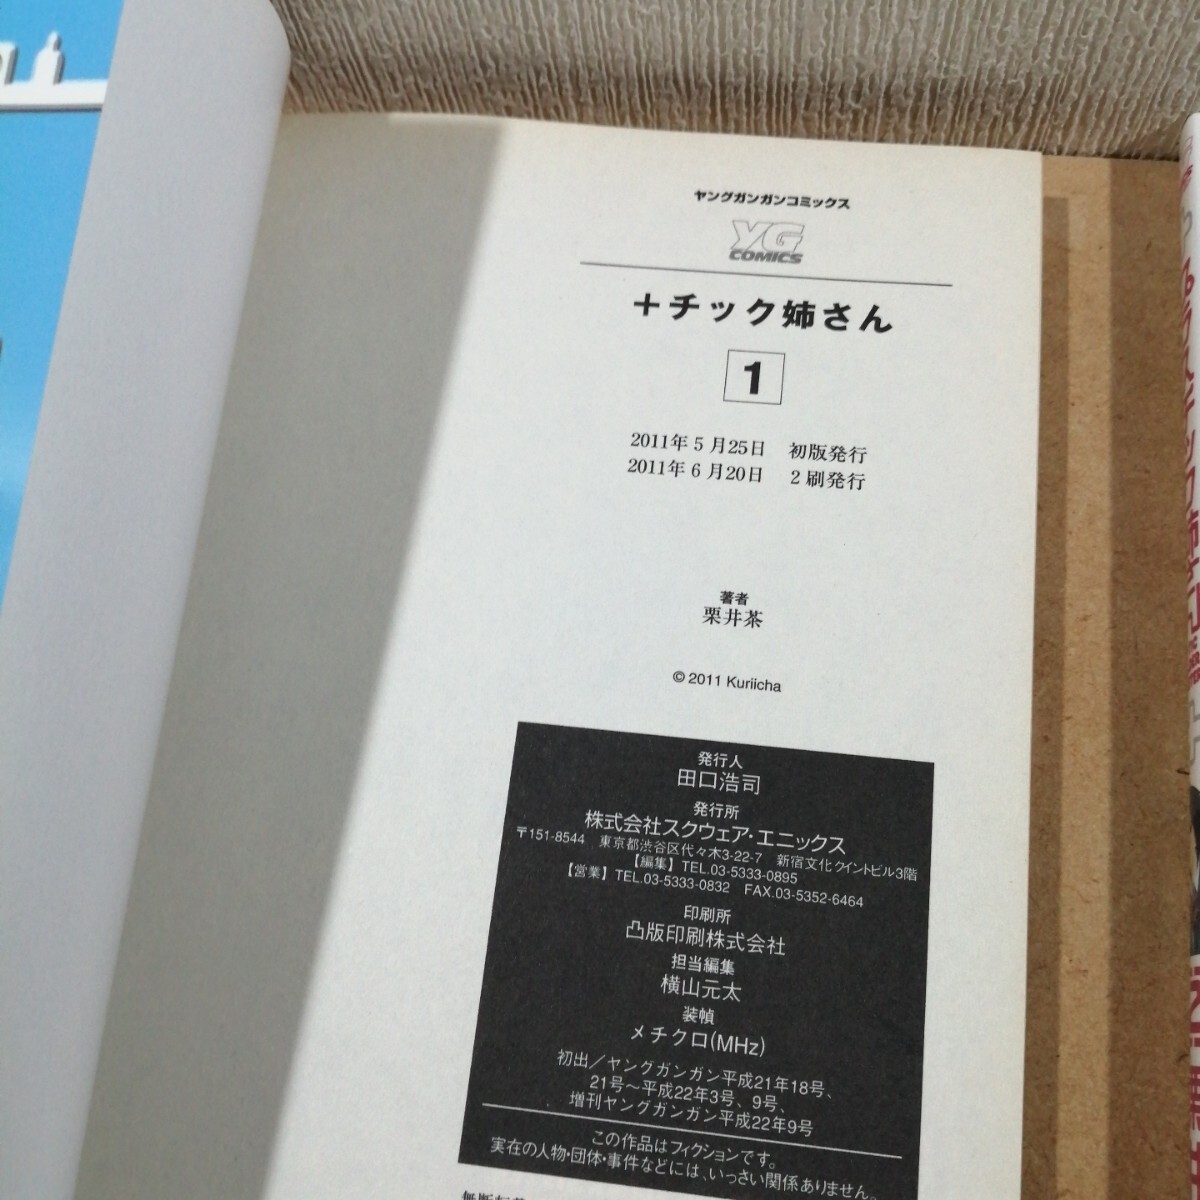 ヤングガンガンコミックス
YG
COMICS
＋チック姉さん
1
2011年5月25日　初版発行
2011年6月20日　2刷発行
著者
栗井茶
© 2011 Kuriicha
発行人
田口浩司
発行所
株式会社スクウェア・エニックス
〒151-8544　東京都渋谷区代々木3-22-7　新宿文化クイントビル3階
【編集】TEL.03-5333-0895
【営業】TEL.03-5333-0832　FAX.03-5352-6464
印刷所
凸版印刷株式会社
担当編集
横山元太
装幀
メチクロ(MHz)
初出／ヤングガンガン平成21年18号、
21号〜平成22年3号、9号、
増刊ヤングガンガン平成22年9号
この作品はフィクションです。
実在の人物・団体・事件などには、いっさい関係ありません。